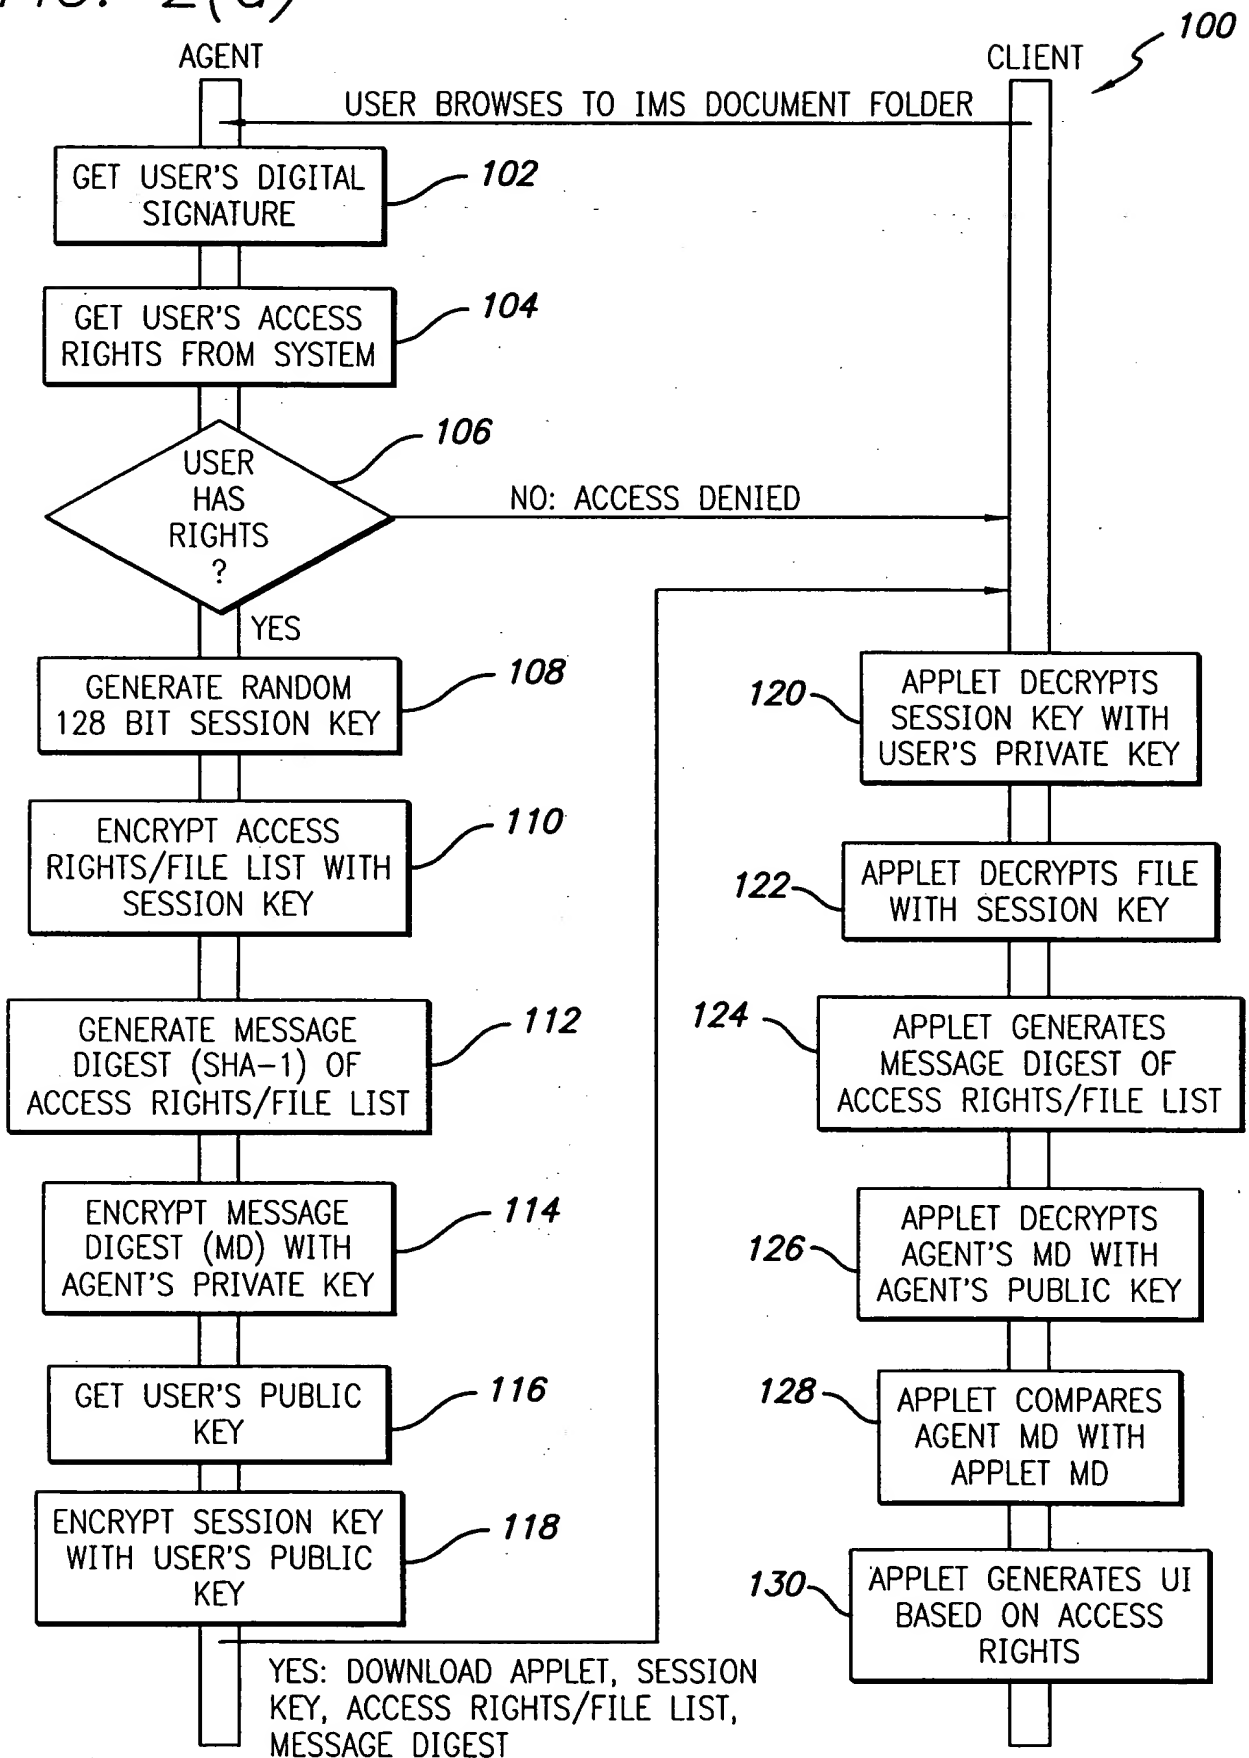 FIG. 2(a)
100
AGENT
CLIENT
USER BROWSES TO IMS DOCUMENT FOLDER
GET USER'S DIGITAL
SIGNATURE
102
GET USER'S ACCESS
RIGHTS FROM SYSTEM
104
USER
HAS
RIGHTS
?
106
NO: ACCESS DENIED
YES
GENERATE RANDOM
128 BIT SESSION KEY
108
ENCRYPT ACCESS
RIGHTS/FILE LIST WITH
SESSION KEY
110
GENERATE MESSAGE
DIGEST (SHA-1) OF
ACCESS RIGHTS/FILE LIST
112
ENCRYPT MESSAGE
DIGEST (MD) WITH
AGENT'S PRIVATE KEY
114
GET USER'S PUBLIC
KEY
116
ENCRYPT SESSION KEY
WITH USER'S PUBLIC
KEY
118
YES: DOWNLOAD APPLET, SESSION
KEY, ACCESS RIGHTS/FILE LIST,
MESSAGE DIGEST
120
APPLET DECRYPTS
SESSION KEY WITH
USER'S PRIVATE KEY
122
APPLET DECRYPTS FILE
WITH SESSION KEY
124
APPLET GENERATES
MESSAGE DIGEST OF
ACCESS RIGHTS/FILE LIST
126
APPLET DECRYPTS
AGENT'S MD WITH
AGENT'S PUBLIC KEY
128
APPLET COMPARES
AGENT MD WITH
APPLET MD
130
APPLET GENERATES UI
BASED ON ACCESS
RIGHTS